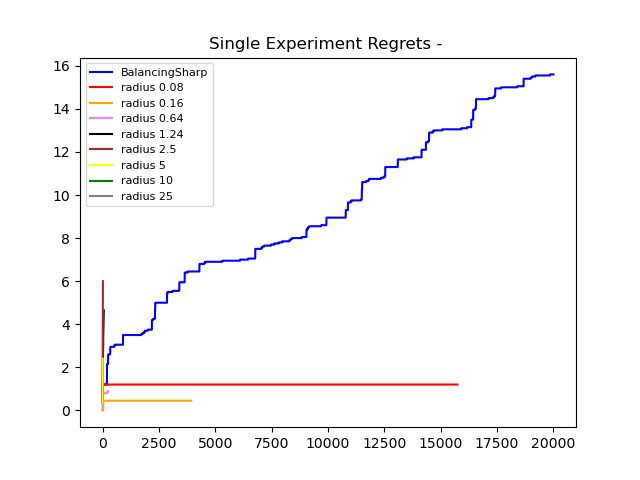 Single Experiment Regrets -
16
14
12
10
8
6
4
2
0
BalancingSharp
radius 0.08
radius 0.16
radius 0.64
radius 1.24
radius 2.5
radius 5
radius 10
radius 25
0 2500 5000 7500 10000 12500 15000 17500 20000